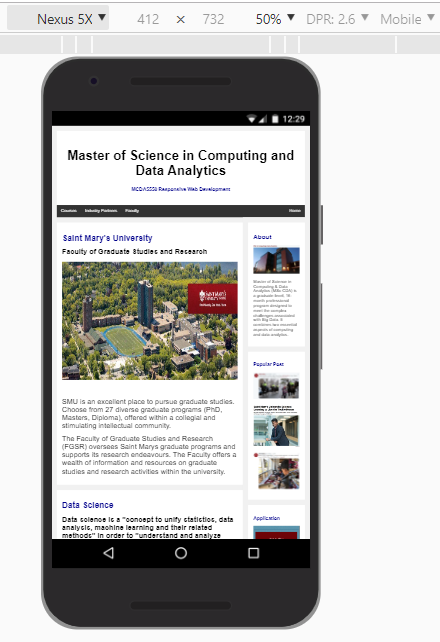 Nexus 5X 412 × 732 50% DPR: 2.6 Mobile
12:29
Master of Science in Computing and
Data Analytics
MCDA5550 Responsive Web Development
Courses Industry Partners Faculty Home
Saint Mary's University
Faculty of Graduate Studies and Research
SMU is an excellent place to pursue graduate studies.
Choose from 27 diverse graduate programs (PhD,
Masters, Diploma), offered within a collegial and
stimulating intellectual community.
The Faculty of Graduate Studies and Research
(FGSR) oversees Saint Marys graduate programs and
supports its research endeavours. The Faculty offers a
wealth of information and resources on graduate
studies and research activities within the university.
Data Science
Data science is a "concept to unify statistics, data
analysis, machine learning and their related
methods" in order to "understand and analyze
About
Master of Science in
Computing & Data
Analytics (MSc CDA) is
a graduate level, 16
month professional
program designed to
meet the complex
challenges associated
with Big Data. It
combines two essential
aspects of computing
and data analytics..
Popular Post
Application